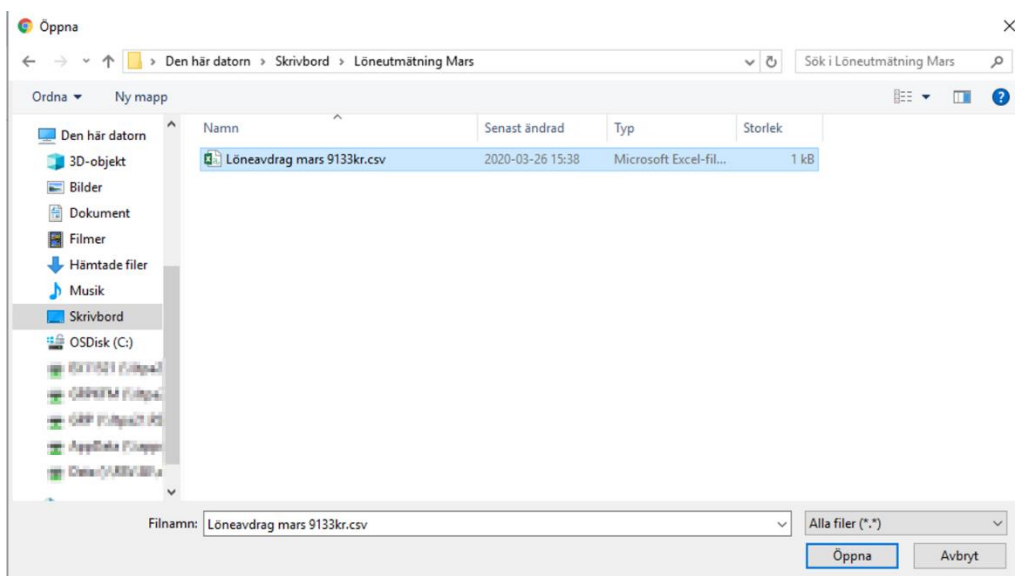 Öppna
Den här datorn > Skrivbord > Löneutmätning Mars
Sök i Löneutmätning Mars
Ordna
Ny mapp
Namn Senast ändrad Typ Storlek
Löneavdrag mars 9133kr.csv 2020-03-26 15:38 Microsoft Excel-fil... 1 kB
Den här datorn
3D-objekt
Bilder
Dokument
Filmer
Hämtade filer
Musik
Skrivbord
OSDisk (C:)
Filnamn: Löneavdrag mars 9133kr.csv
Alla filer (*.*)
Öppna Avbryt